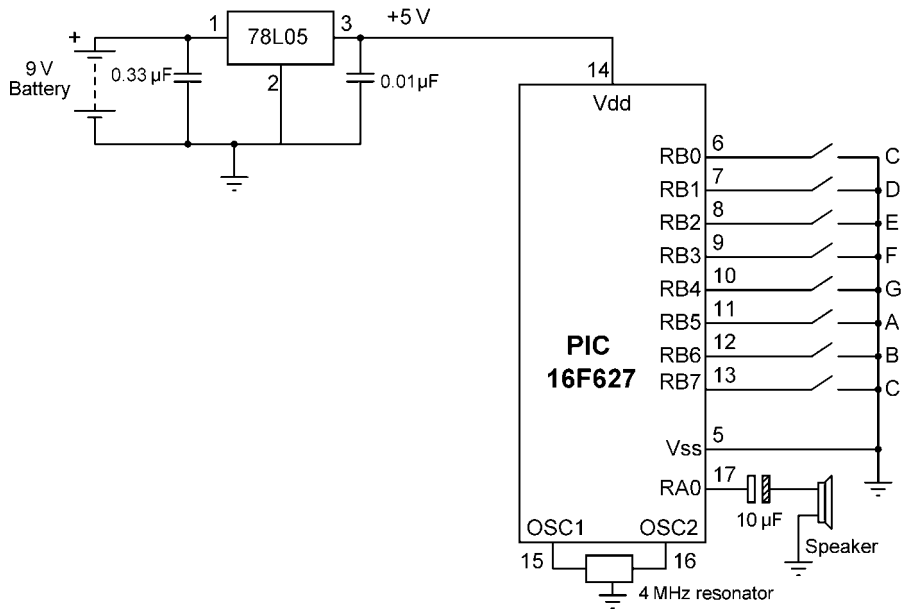 +5 V
1 78L05 3
+
9 V
Battery
0.33 µF
2
0.01µF
14
Vdd
RB0 6 C
RB1 7 D
RB2 8 E
RB3 9 F
RB4 10 G
RB5 11 A
RB6 12 B
RB7 13 C
PIC
16F627
Vss 5
RA0 17
10 µF
Speaker
OSC1 OSC2
15 16
4 MHz resonator